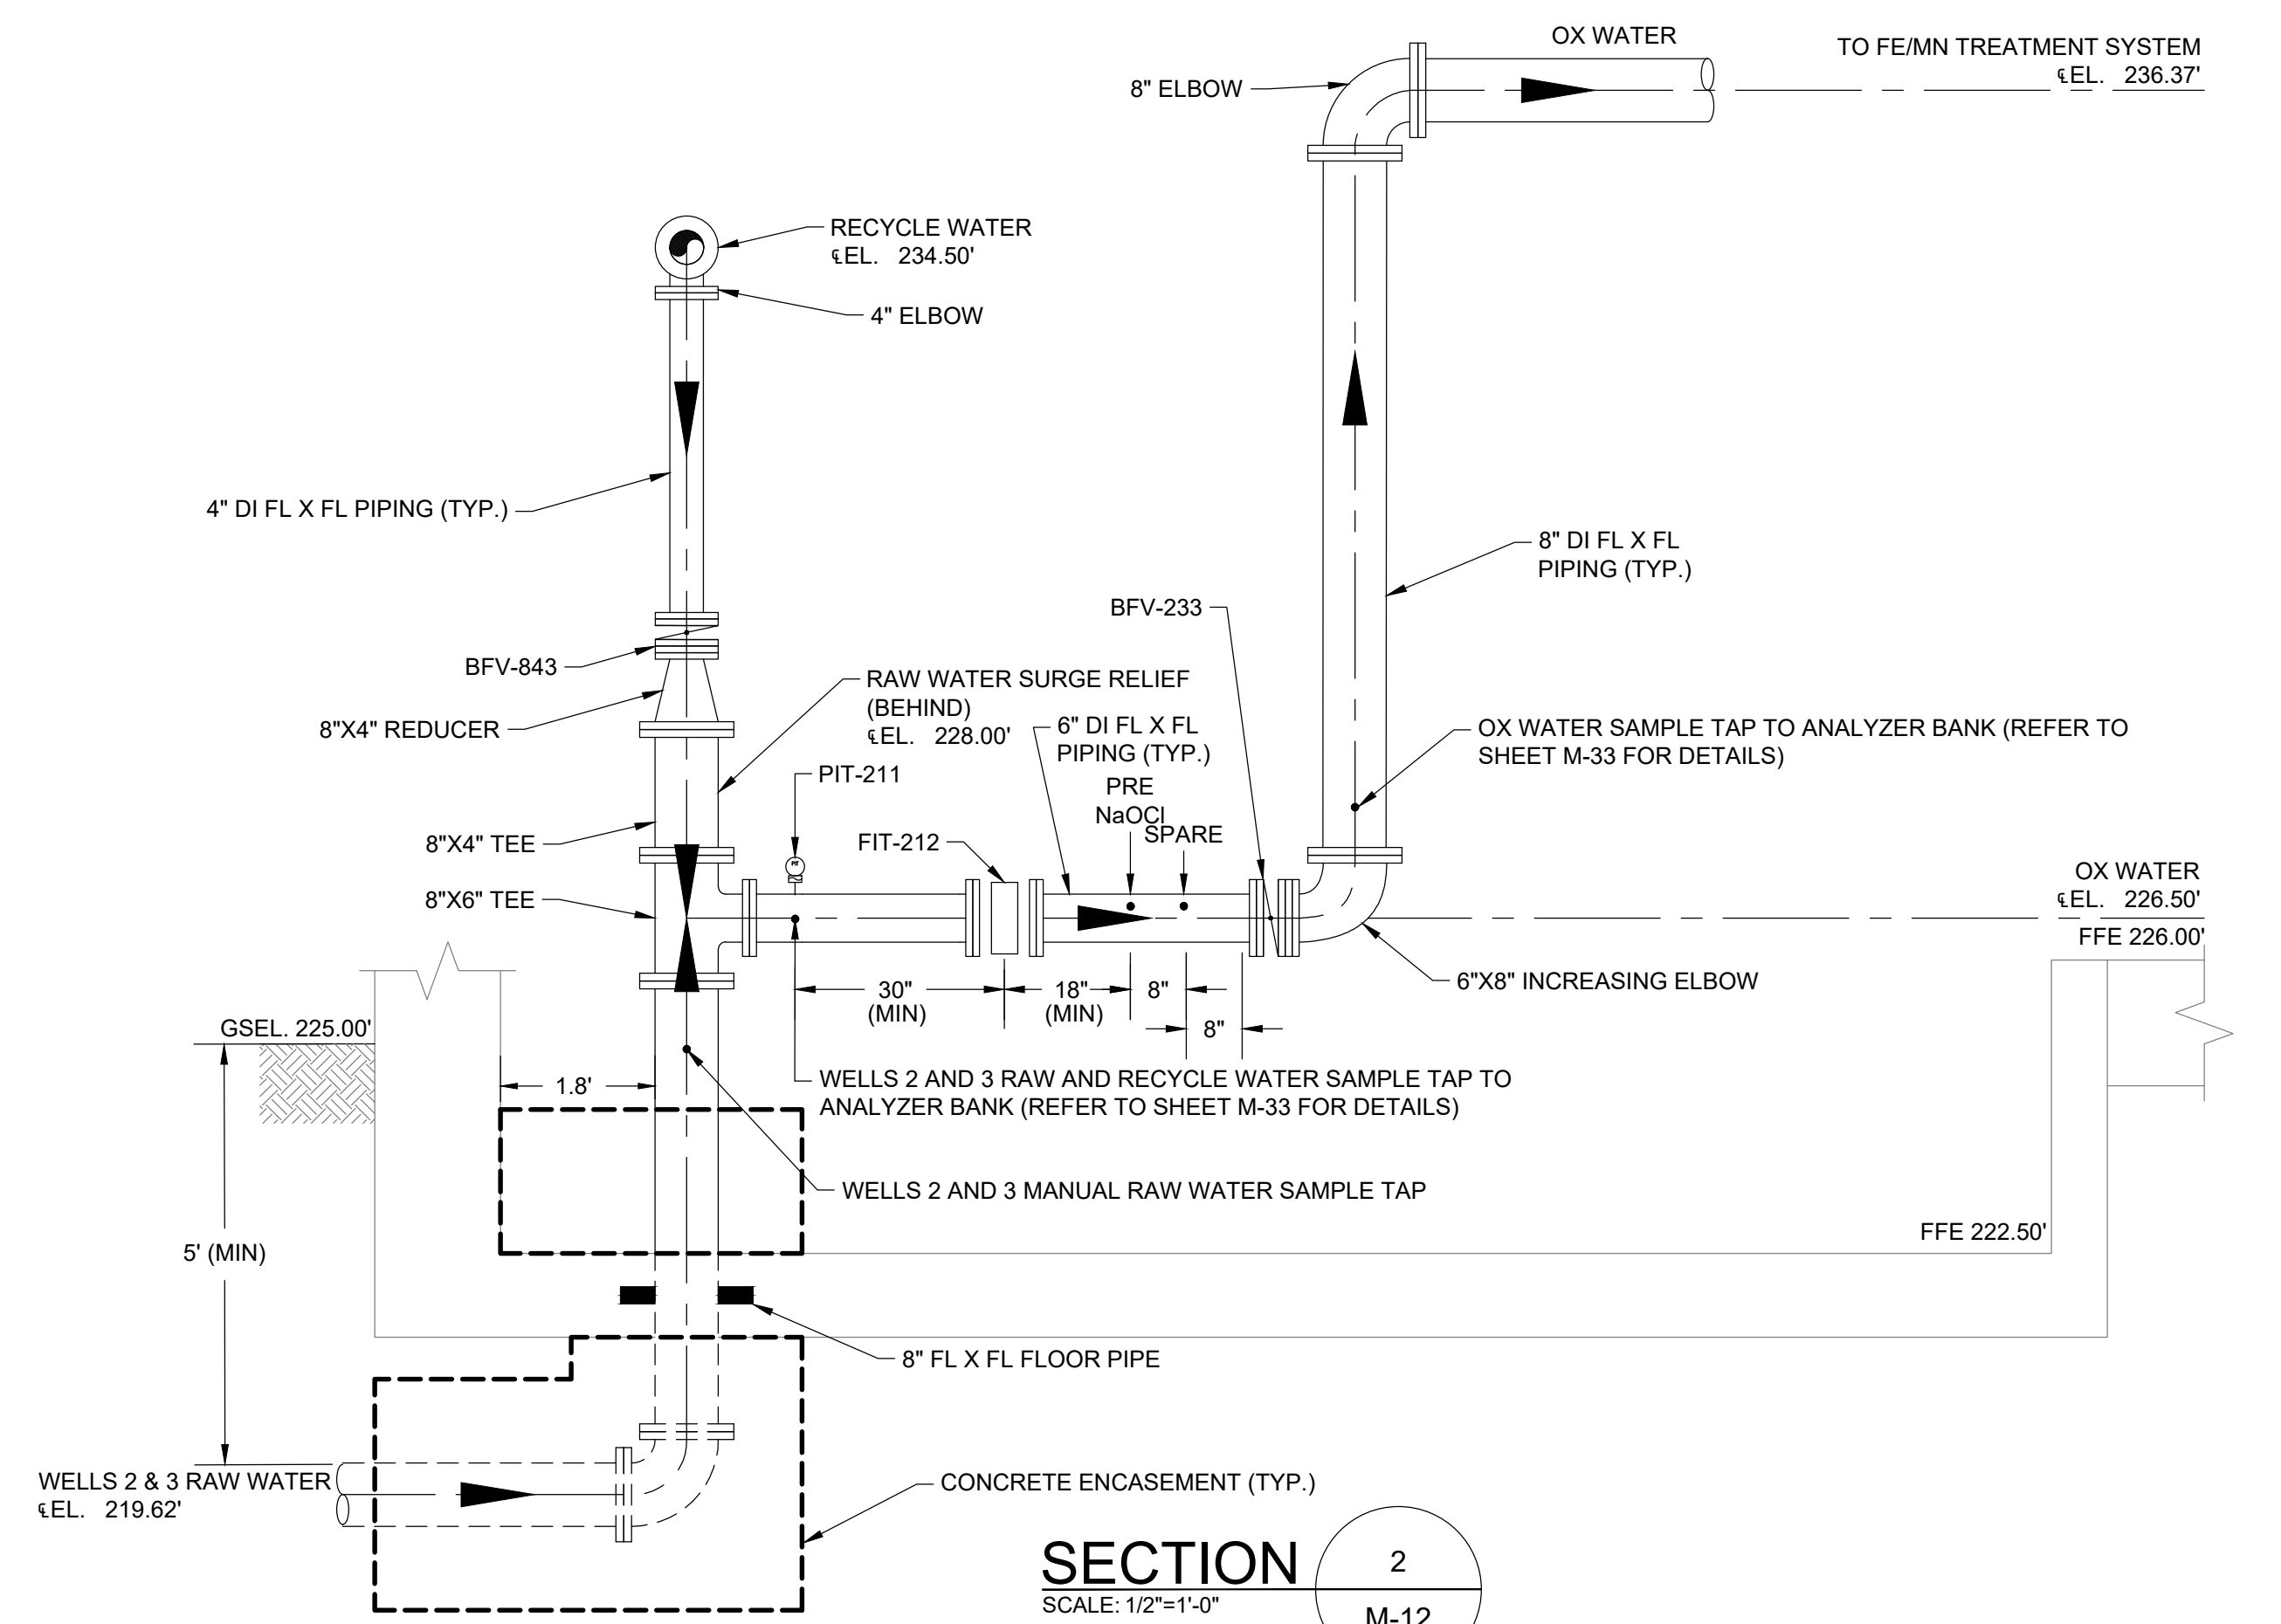 OX WATER
TO FE/MN TREATMENT SYSTEM
℄EL. 236.37'
8" ELBOW
RECYCLE WATER
℄EL. 234.50'
4" ELBOW
4" DI FL X FL PIPING (TYP.)
8" DI FL X FL
PIPING (TYP.)
BFV-233
BFV-843
RAW WATER SURGE RELIEF
(BEHIND)
℄EL. 228.00'
8"X4" REDUCER
6" DI FL X FL
PIPING (TYP.)
OX WATER SAMPLE TAP TO ANALYZER BANK (REFER TO
SHEET M-33 FOR DETAILS)
PIT-211
PRE
NaOCl
SPARE
8"X4" TEE
FIT-212
PIT
8"X6" TEE
OX WATER
℄EL. 226.50'
FFE 226.00'
6"X8" INCREASING ELBOW
30"
(MIN)
18"
(MIN)
8"
8"
GSEL. 225.00'
1.8'
WELLS 2 AND 3 RAW AND RECYCLE WATER SAMPLE TAP TO
ANALYZER BANK (REFER TO SHEET M-33 FOR DETAILS)
WELLS 2 AND 3 MANUAL RAW WATER SAMPLE TAP
5' (MIN)
FFE 222.50'
8" FL X FL FLOOR PIPE
WELLS 2 & 3 RAW WATER
℄EL. 219.62'
CONCRETE ENCASEMENT (TYP.)
SECTION
2
SCALE: 1/2"=1'-0"
M-12